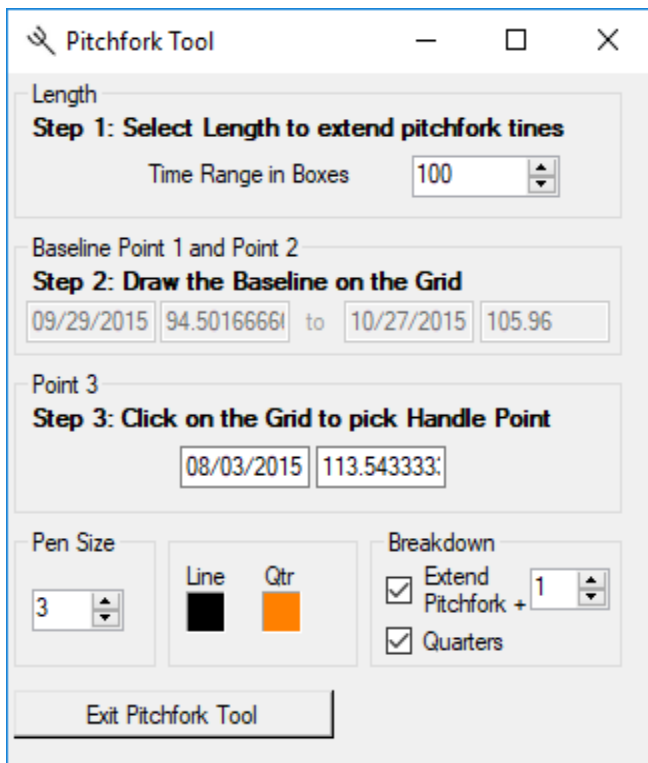 Pitchfork Tool
Length
Step 1: Select Length to extend pitchfork tines
Time Range in Boxes 100
Baseline Point 1 and Point 2
Step 2: Draw the Baseline on the Grid
09/29/2015 94.5016666 to 10/27/2015 105.96
Point 3
Step 3: Click on the Grid to pick Handle Point
08/03/2015 113.5433333
Pen Size
3
Line Qtr
Breakdown
Extend
Pitchfork + 1
Quarters
Exit Pitchfork Tool